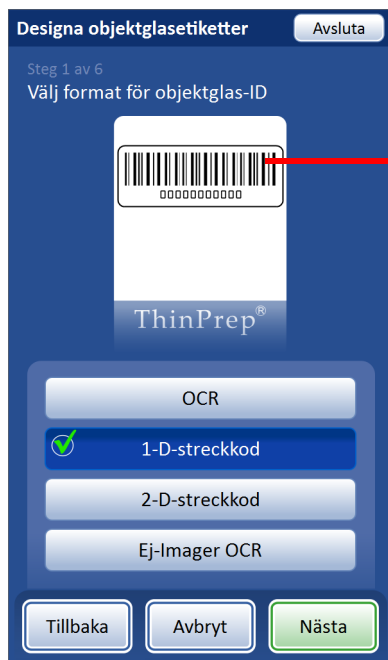 Designa objektglasetiketter
Avsluta
Steg 1 av 6
Välj format för objektglas-ID
00000000000
ThinPrep®
OCR
1-D-streckkod
2-D-streckkod
Ej-Imager OCR
Tillbaka
Avbryt
Nästa